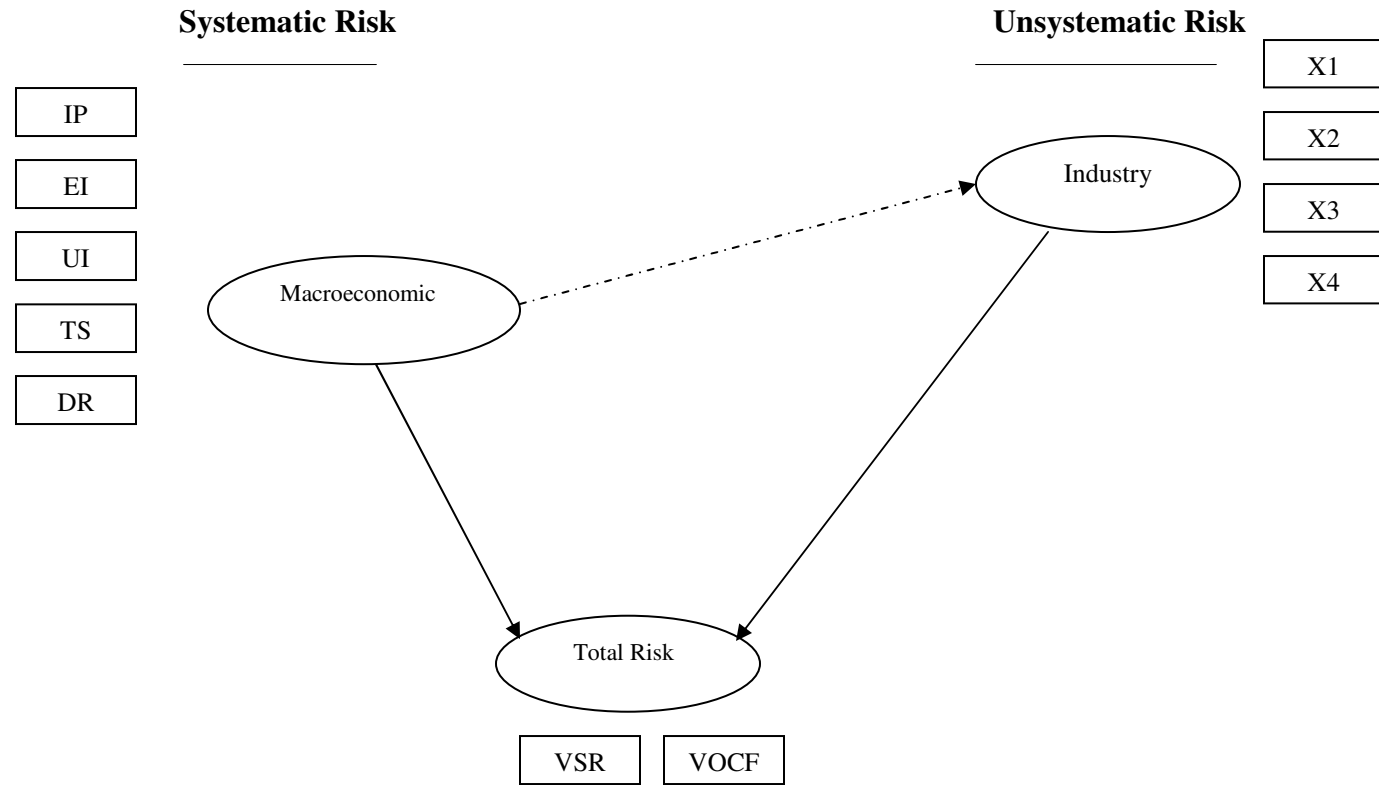 Systematic Risk
Unsystematic Risk
X1
IP
X2
Industry
EI
X3
UI
X4
Macroeconomic
TS
DR
Total Risk
VSR
VOCF